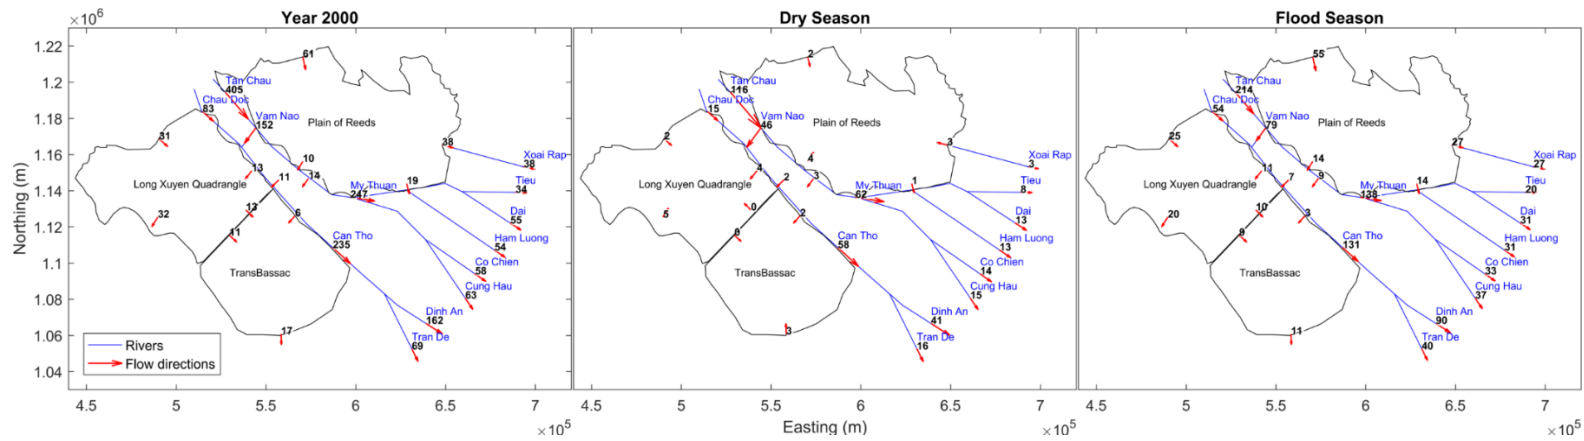 Year 2000
Dry Season
Flood Season
×10⁶
1.22
1.2
1.18
1.16
1.14
1.12
1.1
1.08
1.06
1.04
Northing (m)
61
Tan Chau
405
Chau Doc
83
Vam Nao
152
Plain of Reeds
31
38
Xoai Rap
38
10
13
11
14
Long Xuyen Quadrangle
My Thuan
247
19
Tieu
34
32
13
6
Dai
55
11
Can Tho
235
Ham Luong
54
TransBassac
Co Chien
58
Cung Hau
63
Dinh An
162
17
Tran De
69
Rivers
Flow directions
4.5
5
5.5
6
6.5
7
×10⁵
2
Tan Chau
116
Chau Doc
15
Vam Nao
46
Plain of Reeds
2
3
Xoai Rap
3
4
4
2
3
Long Xuyen Quadrangle
My Thuan
62
1
Tieu
8
5
0
2
Dai
13
0
Can Tho
58
Ham Luong
13
TransBassac
Co Chien
14
Cung Hau
15
Dinh An
41
3
Tran De
16
4.5
5
5.5
6
6.5
7
Easting (m)
×10⁵
55
Tan Chau
214
Chau Doc
54
Vam Nao
79
Plain of Reeds
25
27
Xoai Rap
27
14
11
7
9
Long Xuyen Quadrangle
My Thuan
138
14
Tieu
20
20
10
3
Dai
31
9
Can Tho
131
Ham Luong
31
TransBassac
Co Chien
33
Cung Hau
37
Dinh An
90
11
Tran De
40
4.5
5
5.5
6
6.5
7
×10⁵